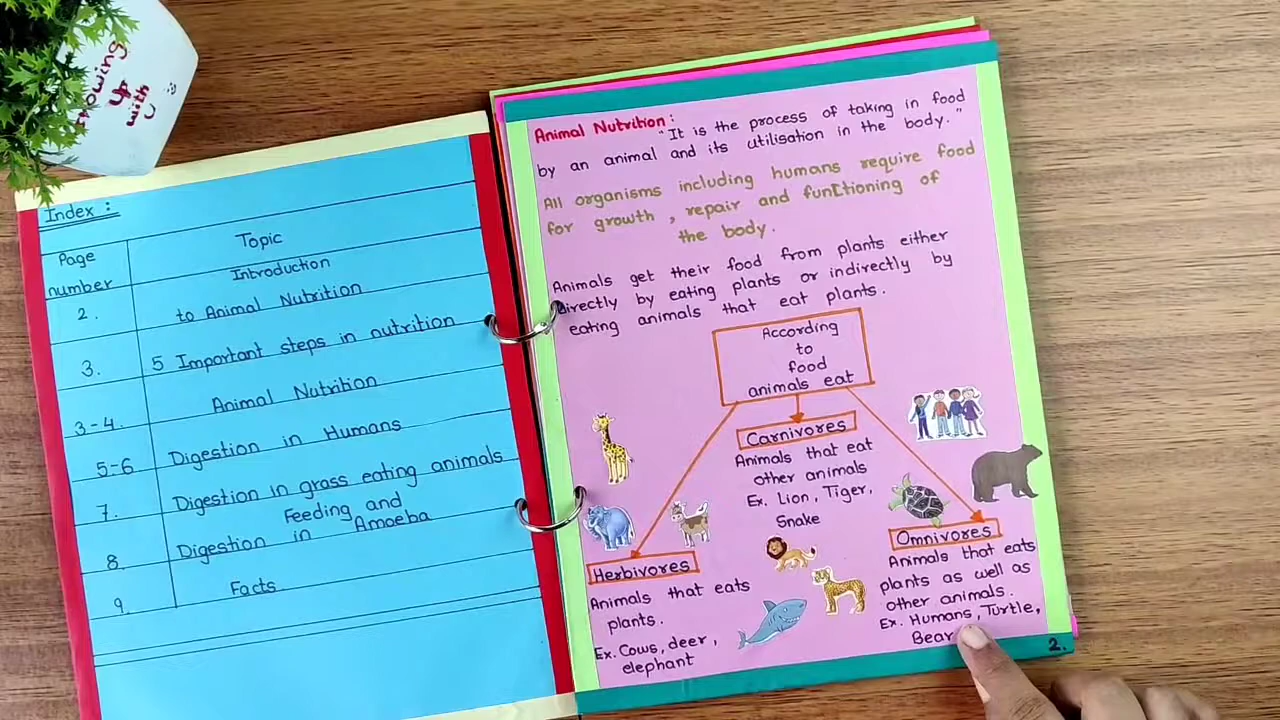 Growing
up
with
Index :
Page number
Topic
2.
Introduction
to Animal Nutrition
3.
5 Important steps in nutrition
3-4.
Animal Nutrition
5-6
Digestion in Humans
7.
Digestion in grass eating animals
8.
Feeding and
Digestion in Amoeba
9.
Facts
Animal Nutrition :
"It is the process of taking in food
by an animal and its utilisation in the body."
All organisms including humans require food
for growth, repair and functioning of
the body.
Animals get their food from plants either
directly by eating plants or indirectly by
eating animals that eat plants.
According
to
food
animals eat
Herbivores
Animals that eats
plants.
Ex. Cows, deer,
elephant
Carnivores
Animals that eat
other animals
Ex. Lion, Tiger,
Snake
Omnivores
Animals that eats
plants as well as
other animals.
Ex. Humans, Turtle,
Bear
2.